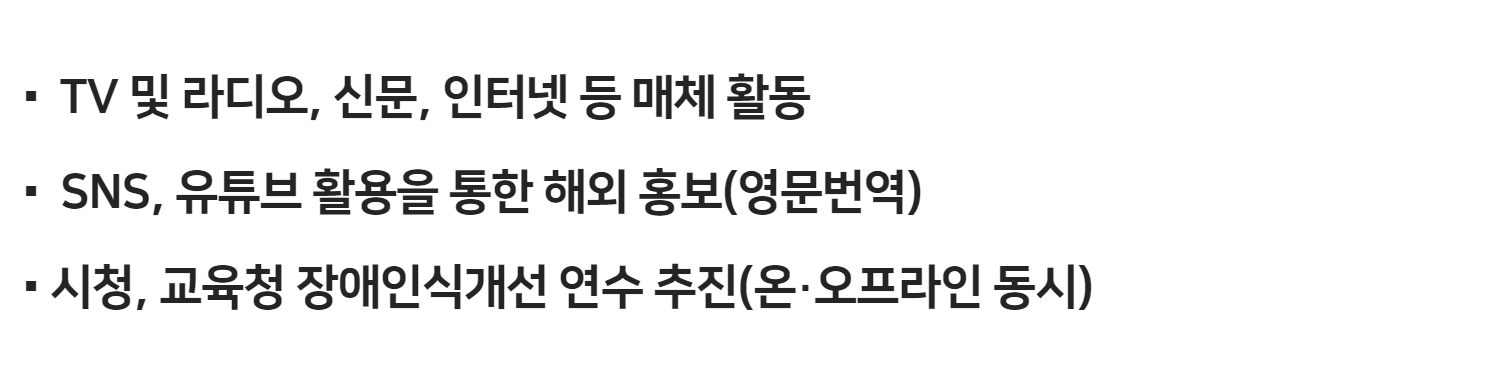 ▪ TV 및 라디오, 신문, 인터넷 등 매체 활동
▪ SNS, 유튜브 활용을 통한 해외 홍보(영문번역)
▪ 시청, 교육청 장애인식개선 연수 추진(온·오프라인 동시)